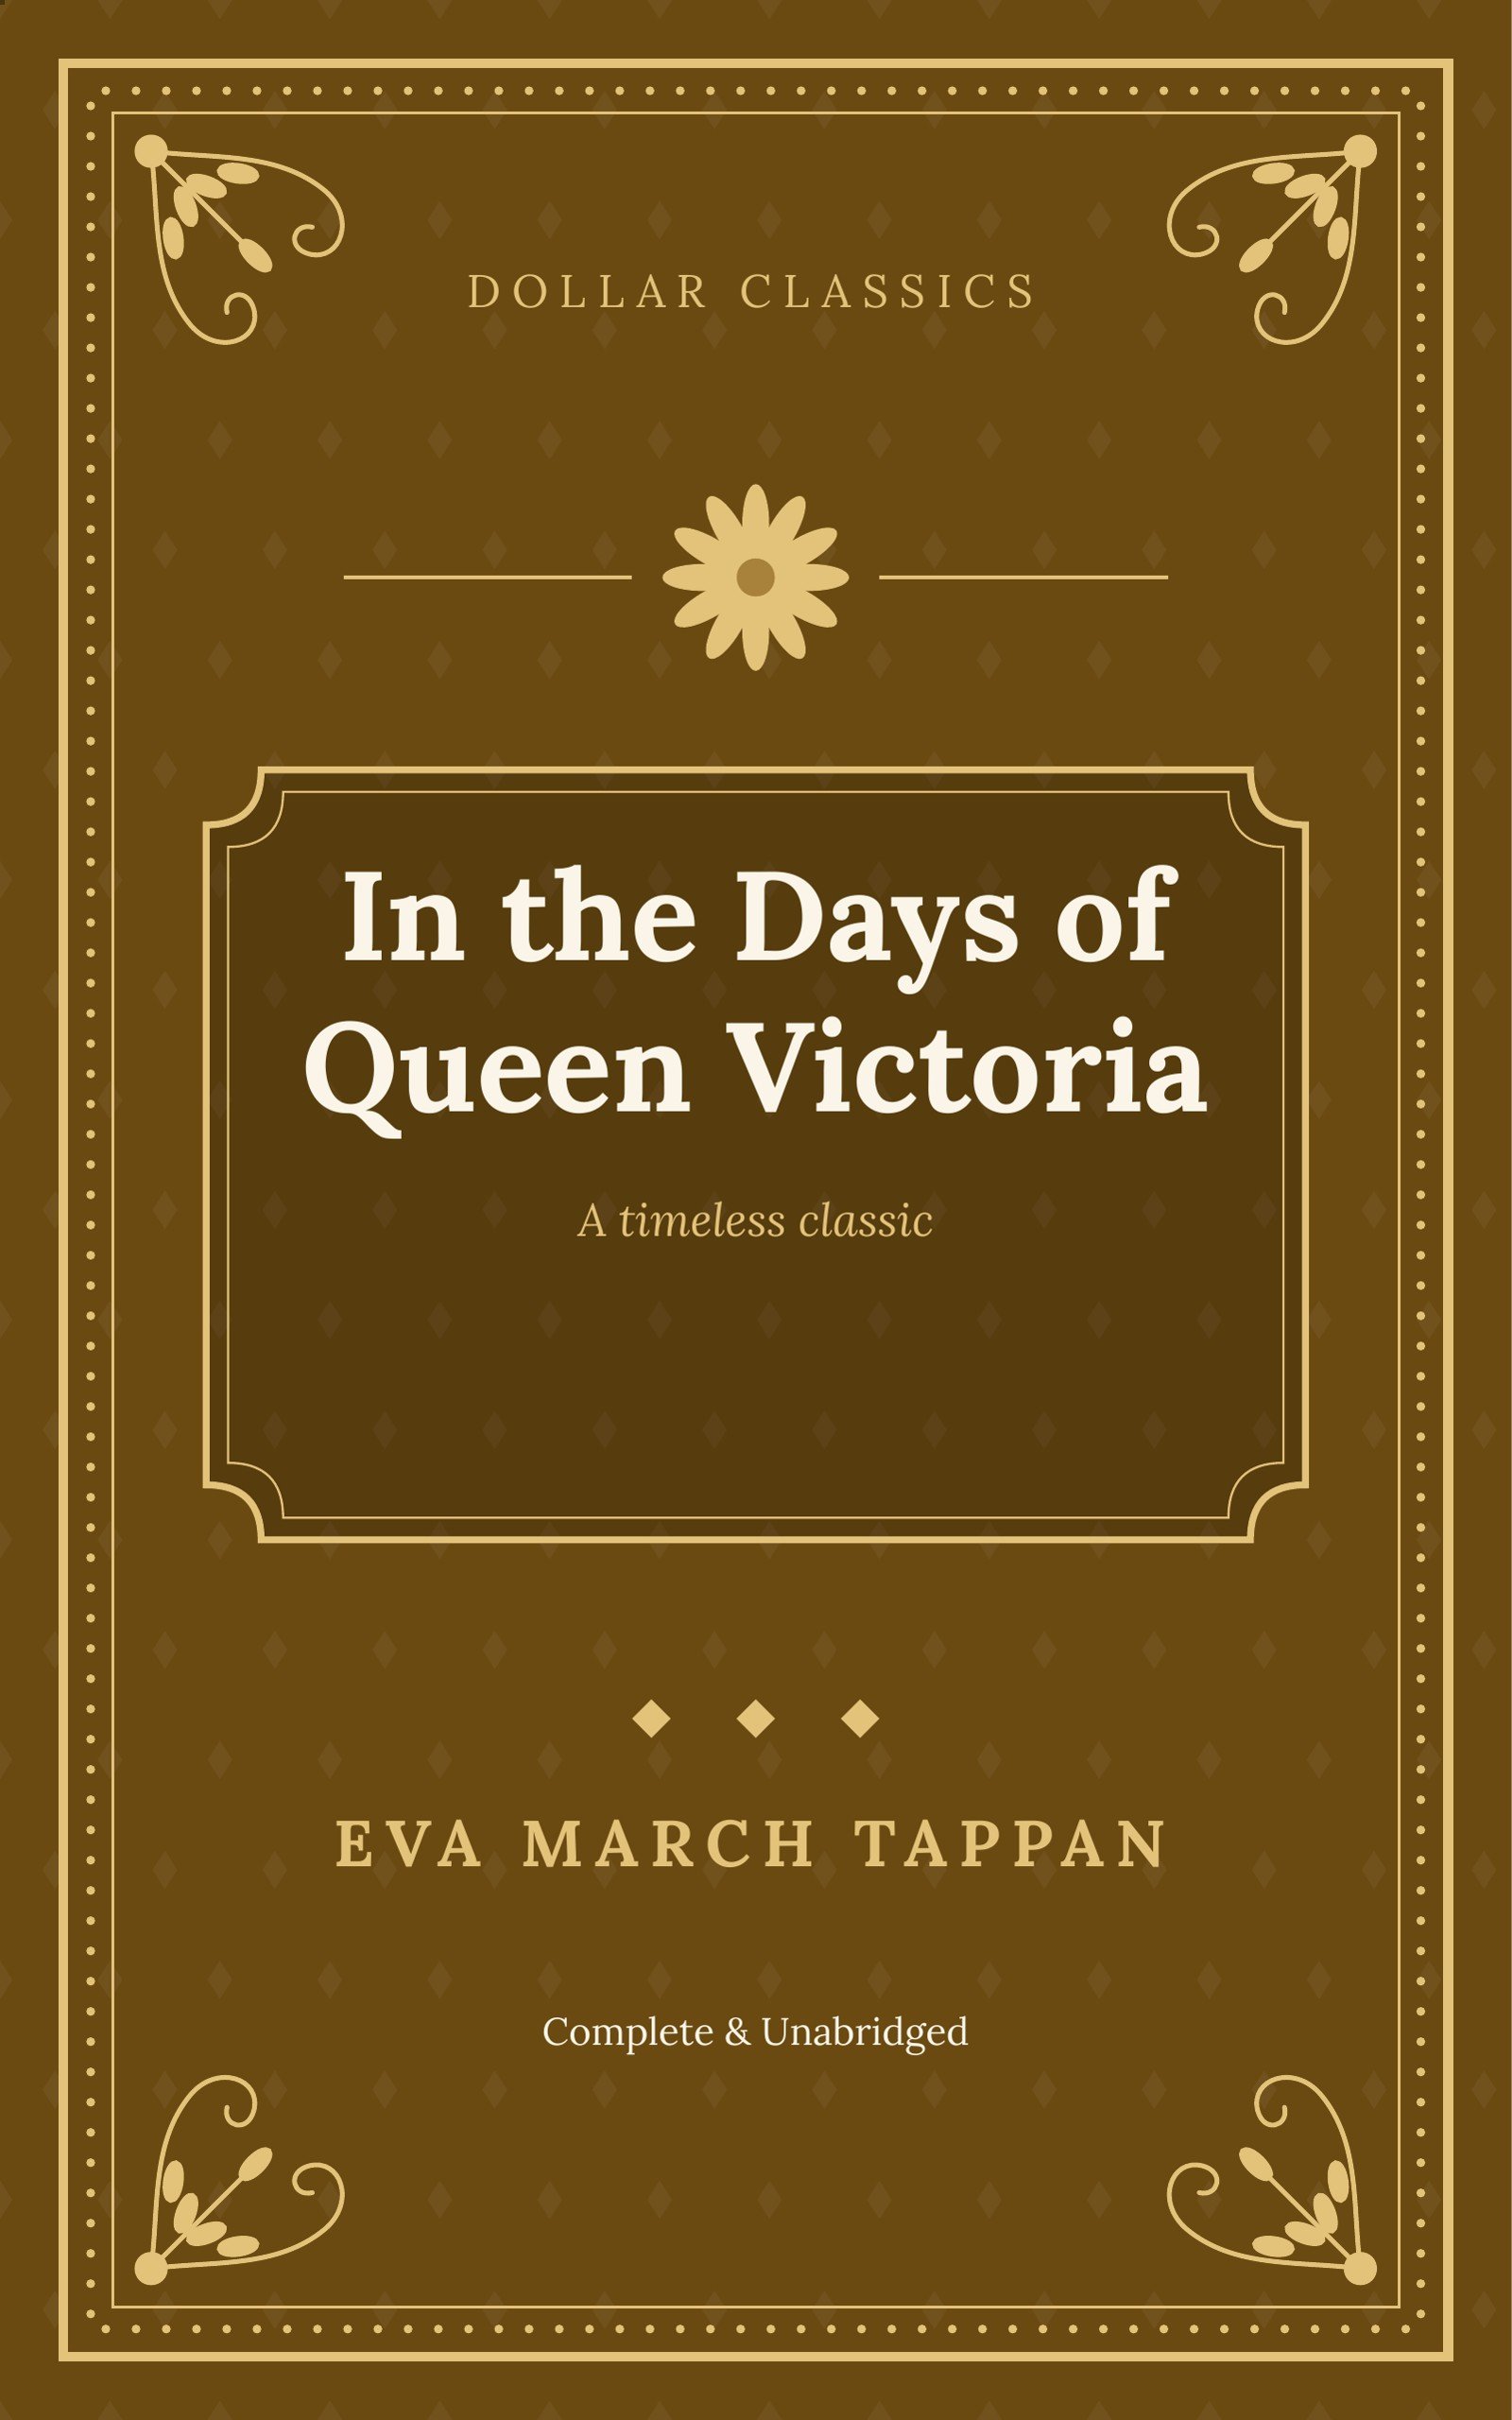 DOLLAR CLASSICS
In the Days of
Queen Victoria
A timeless classic
EVA MARCH TAPPAN
Complete & Unabridged